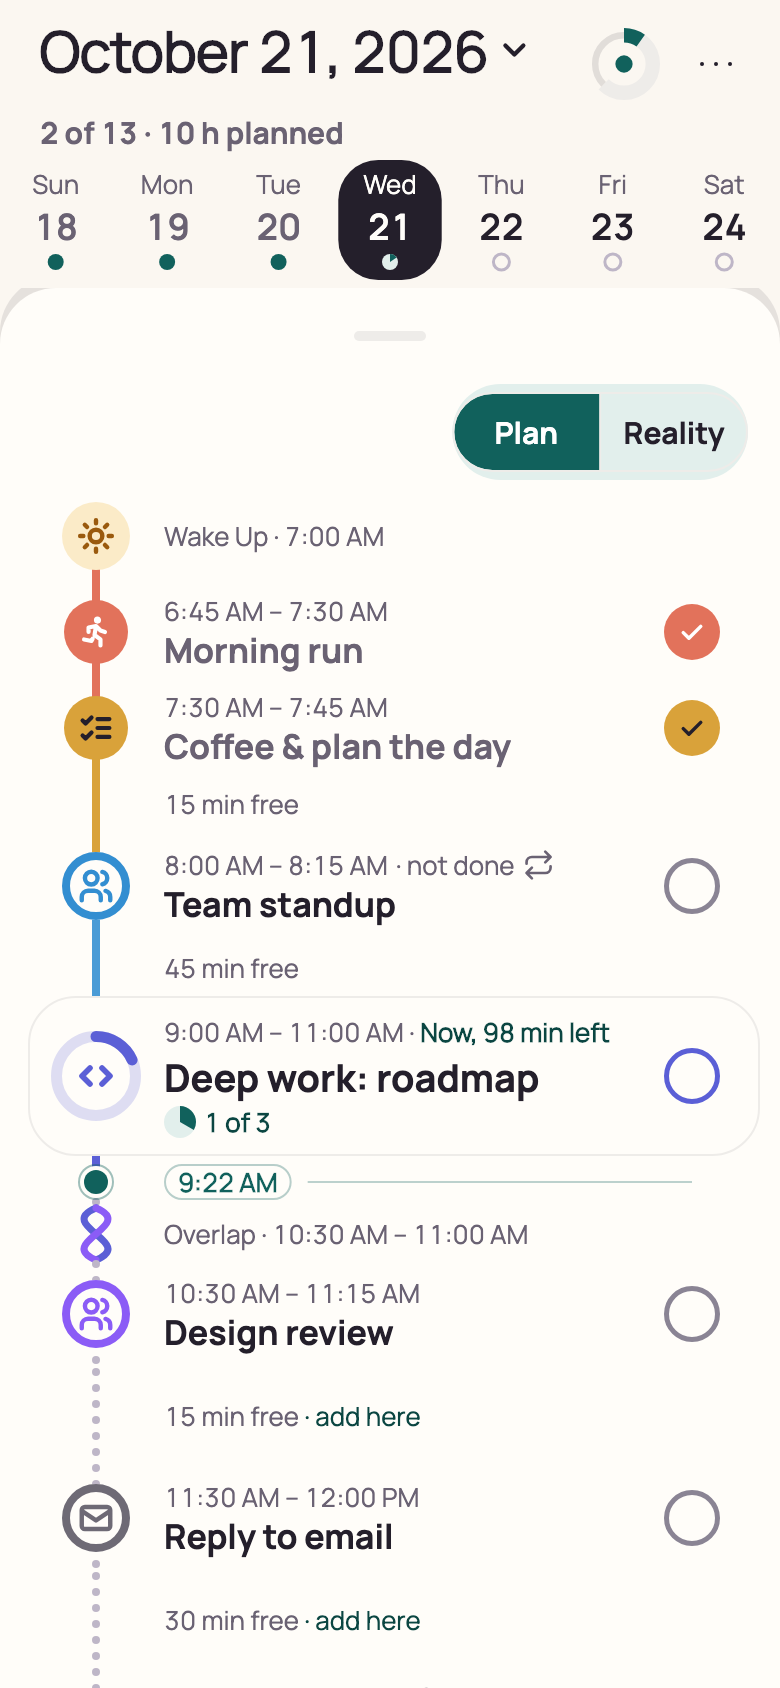 October 21, 2026
...
2 of 13 · 10 h planned
Sun Mon Tue Wed Thu Fri Sat
18 19 20 21 22 23 24
Plan Reality
Wake Up · 7:00 AM
6:45 AM – 7:30 AM
Morning run
7:30 AM – 7:45 AM
Coffee & plan the day
15 min free
8:00 AM – 8:15 AM · not done
Team standup
45 min free
9:00 AM – 11:00 AM · Now, 98 min left
Deep work: roadmap
1 of 3
9:22 AM
Overlap · 10:30 AM – 11:00 AM
10:30 AM – 11:15 AM
Design review
15 min free · add here
11:30 AM – 12:00 PM
Reply to email
30 min free · add here